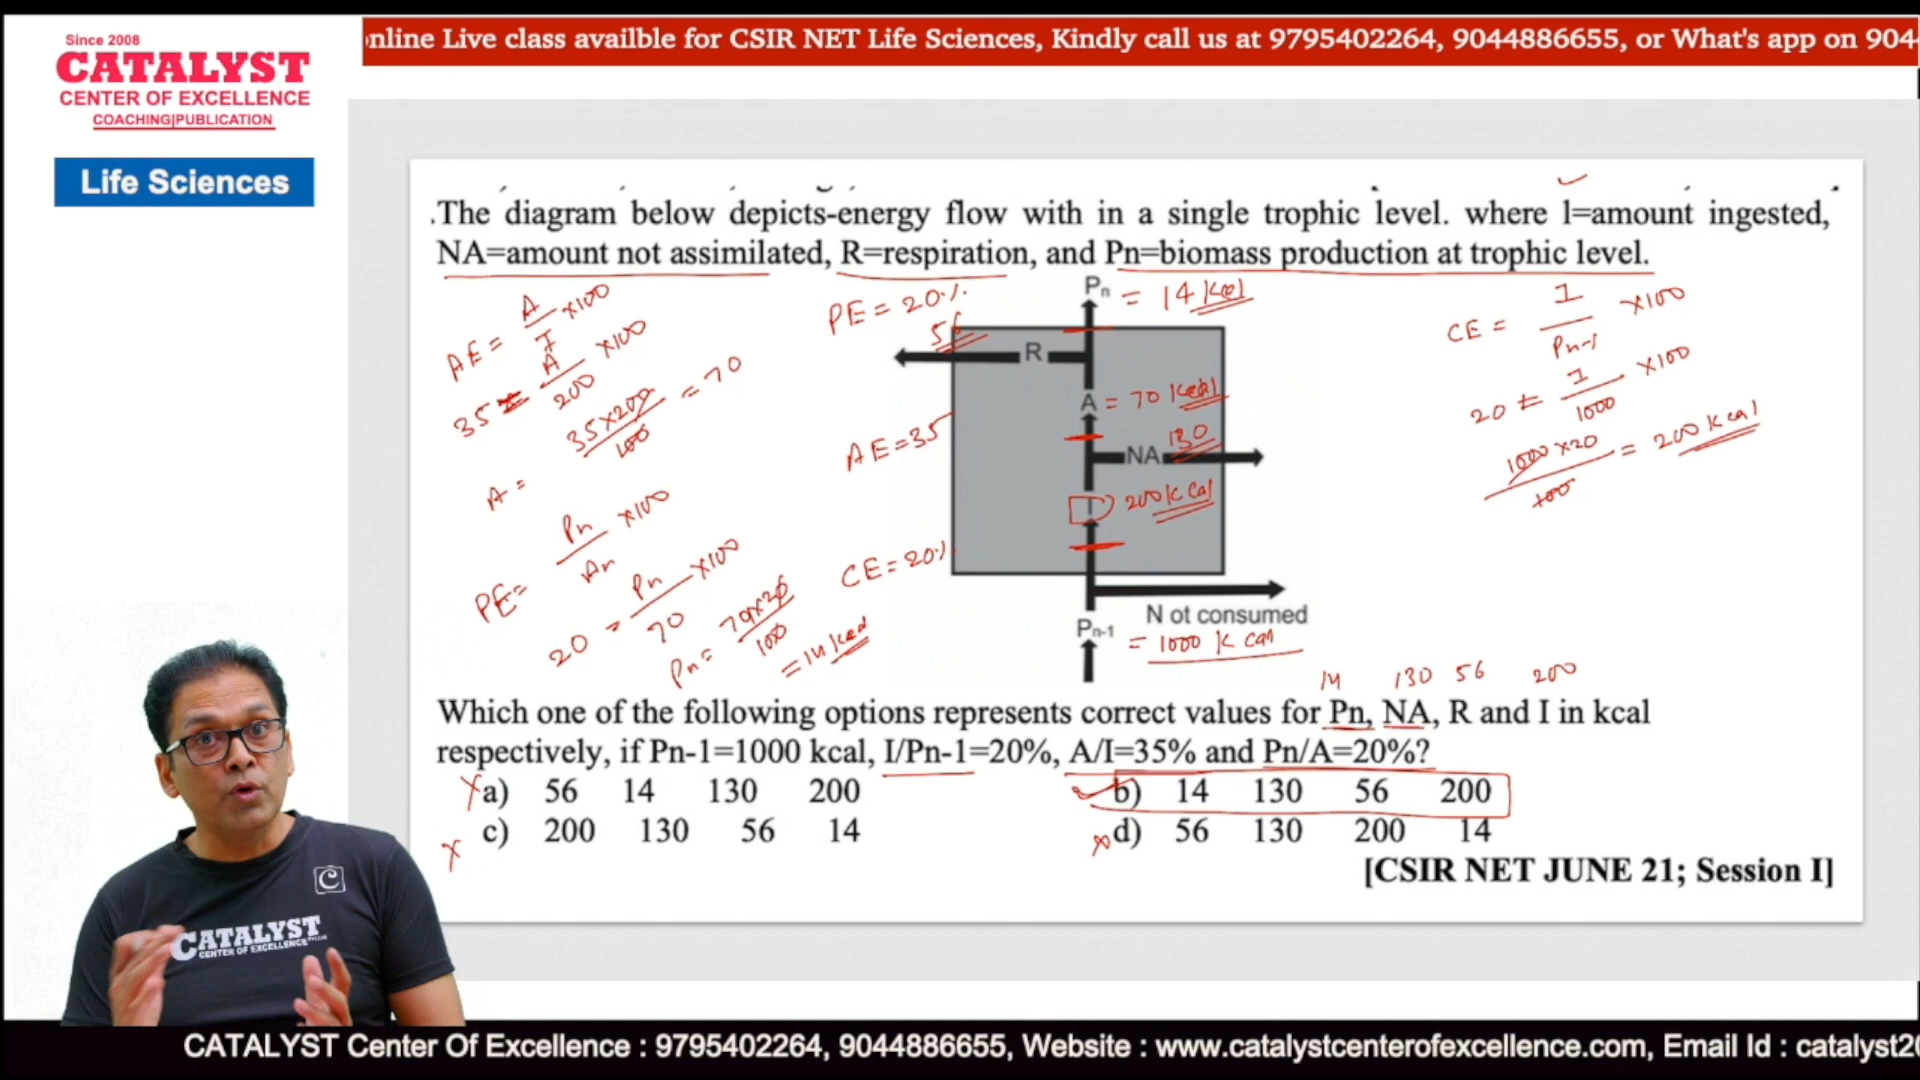 Since 2008
CATALYST
CENTER OF EXCELLENCE
COACHING|PUBLICATION
Life Sciences
online Live class availble for CSIR NET Life Sciences, Kindly call us at 9795402264, 9044886655, or What's app on 904
.The diagram below depicts-energy flow with in a single trophic level. where l=amount ingested,
NA=amount not assimilated, R=respiration, and Pn=biomass production at trophic level.
AE = A/I ×100
35 = A/200 ×100
A = 35×200/100 = 70
PE = Pn/An ×100
20 = Pn/70 ×100
Pn = 70×20/100
= 14 kcal
PE = 20%
AE = 35
CE = 20%
Pn = 14 kcal
56
R
A = 70 kcal
130
NA
I 200 kcal
N ot consumed
Pn-1 = 1000 k cal
CE = I/Pn-1 ×100
20 = I/1000 ×100
1000×20/100 = 200 kcal
14 130 56 200
Which one of the following options represents correct values for Pn, NA, R and I in kcal
respectively, if Pn-1=1000 kcal, I/Pn-1=20%, A/I=35% and Pn/A=20%?
a) 56 14 130 200
b) 14 130 56 200
c) 200 130 56 14
d) 56 130 200 14
[CSIR NET JUNE 21; Session I]
C
CATALYST
CENTER OF EXCELLENCE
CATALYST Center Of Excellence : 9795402264, 9044886655, Website : www.catalystcenterofexcellence.com, Email Id : catalyst20